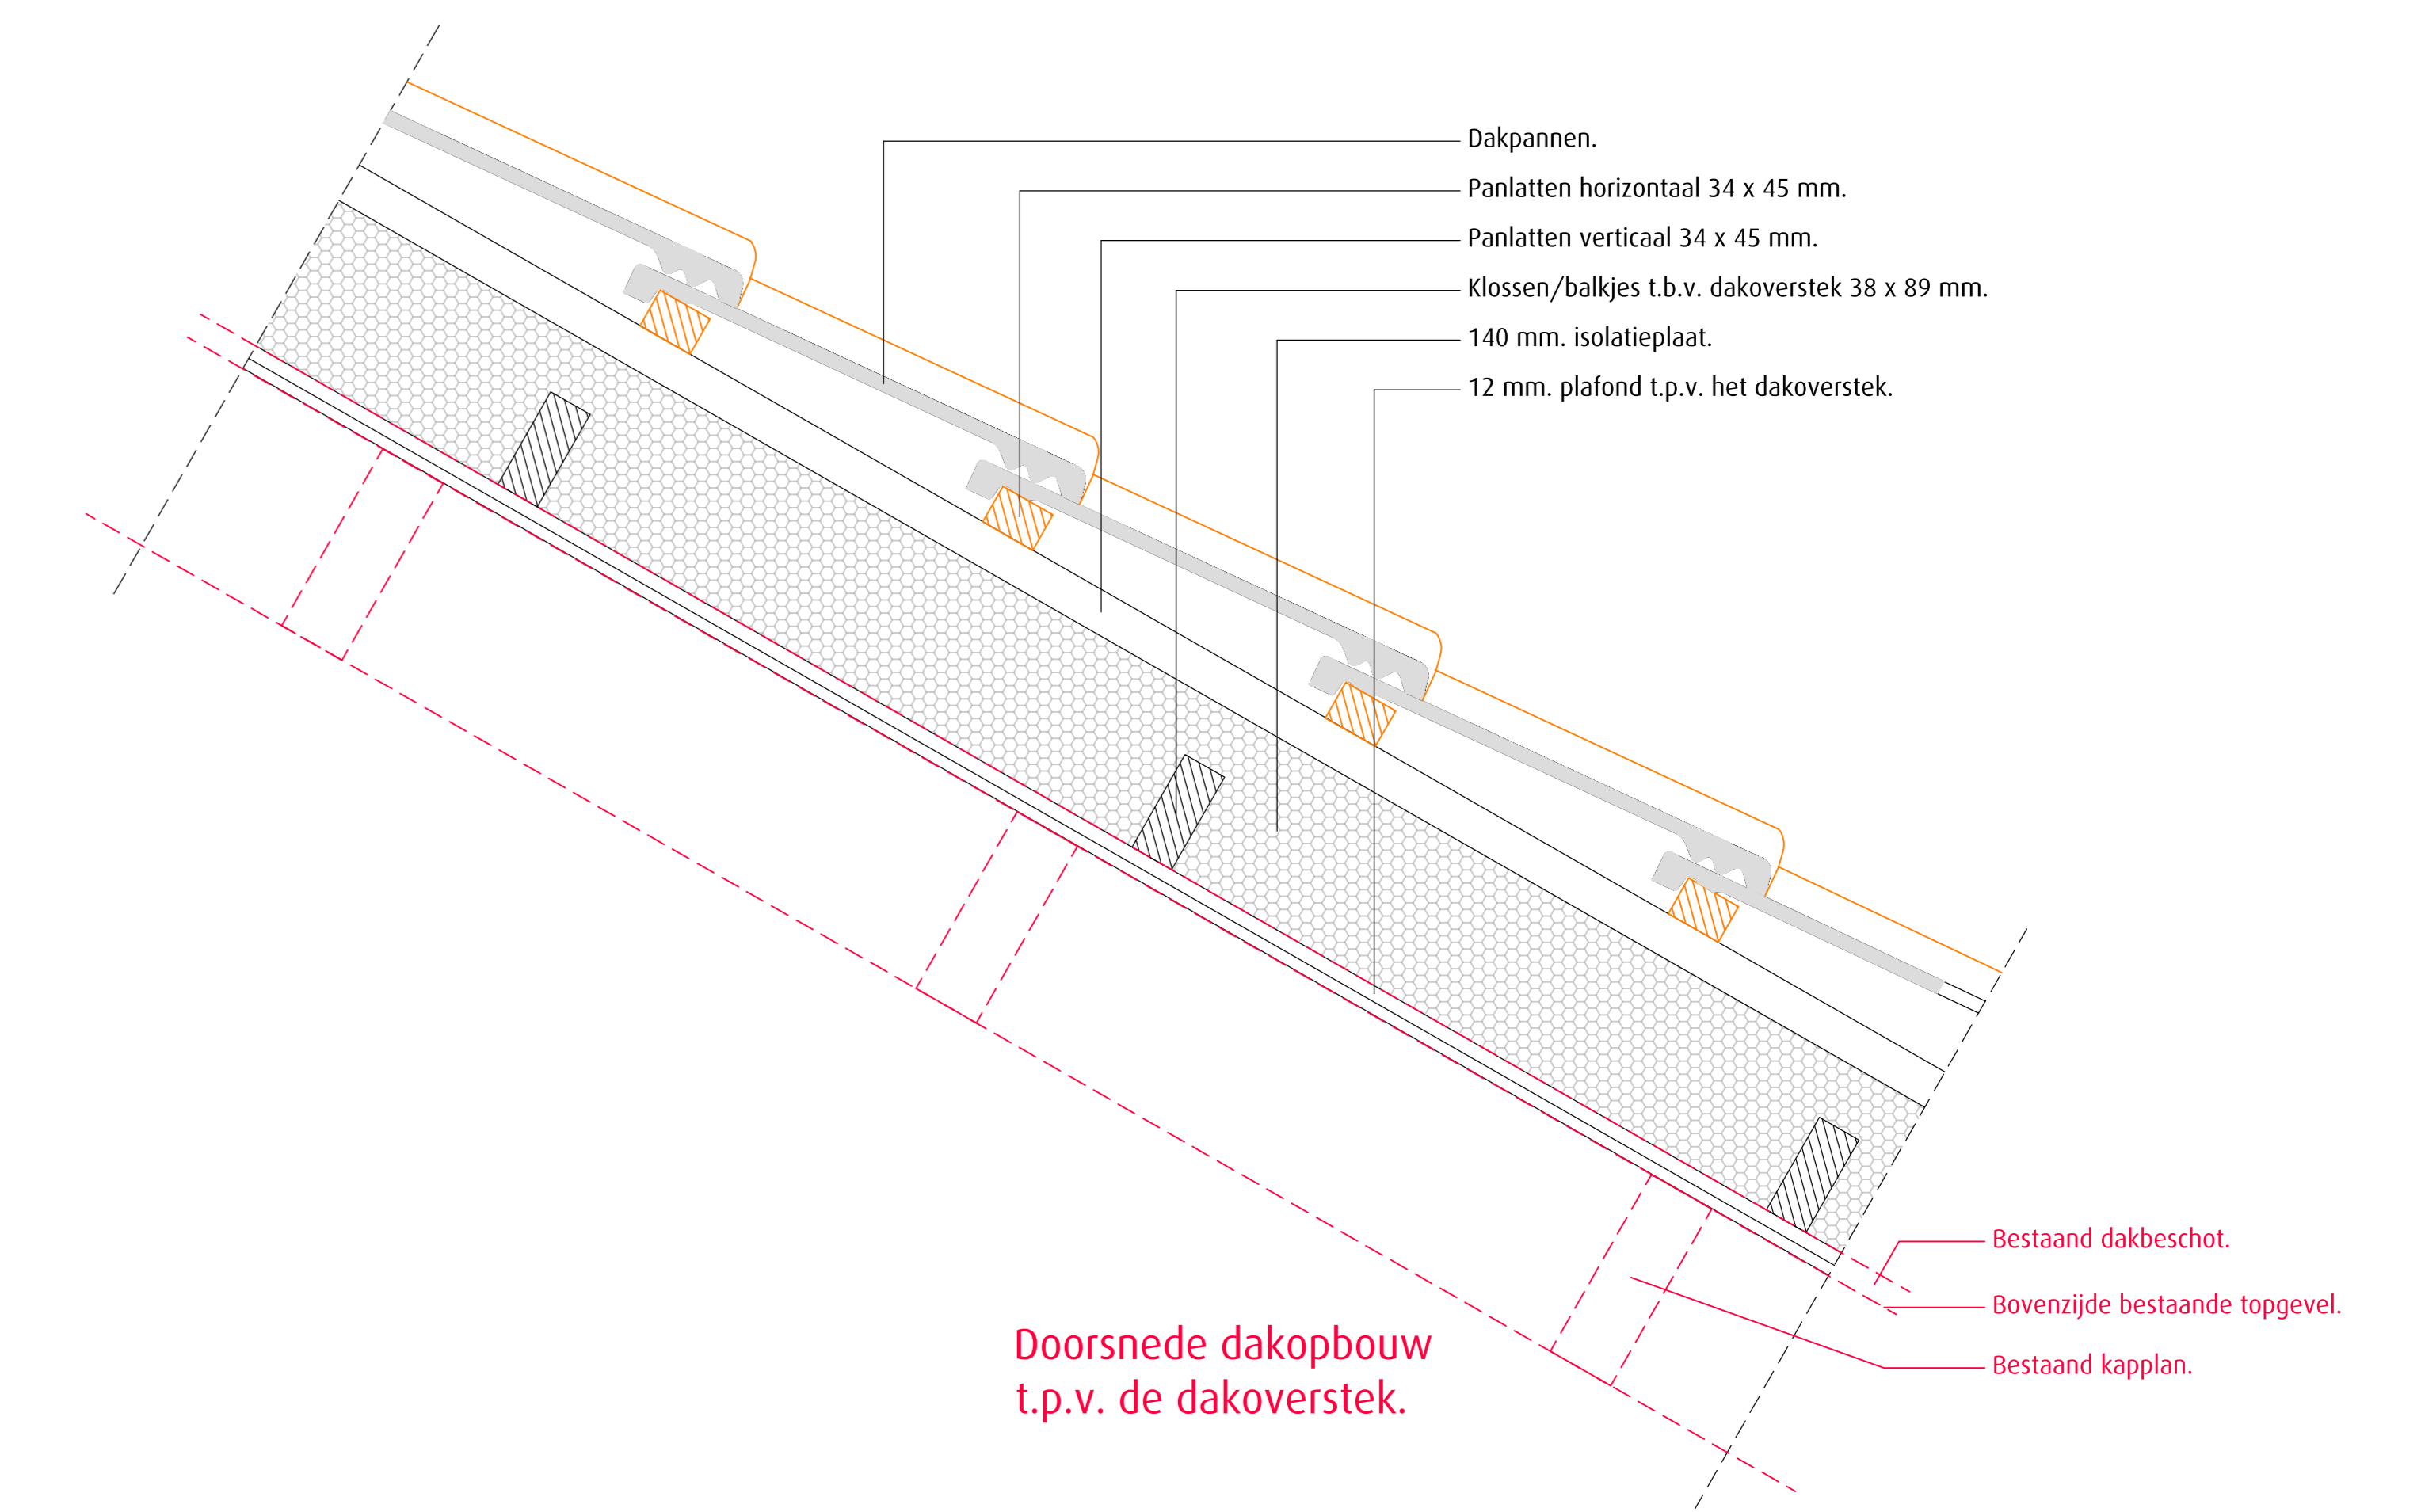 Dakpannen.
Panlatten horizontaal 34 x 45 mm.
Panlatten verticaal 34 x 45 mm.
Klossen/balkjes t.b.v. dakoverstek 38 x 89 mm.
140 mm. isolatieplaat.
12 mm. plafond t.p.v. het dakoverstek.
Bestaand dakbeschot.
Bovenzijde bestaande topgevel.
Bestaand kapplan.
Doorsnede dakopbouw
t.p.v. de dakoverstek.